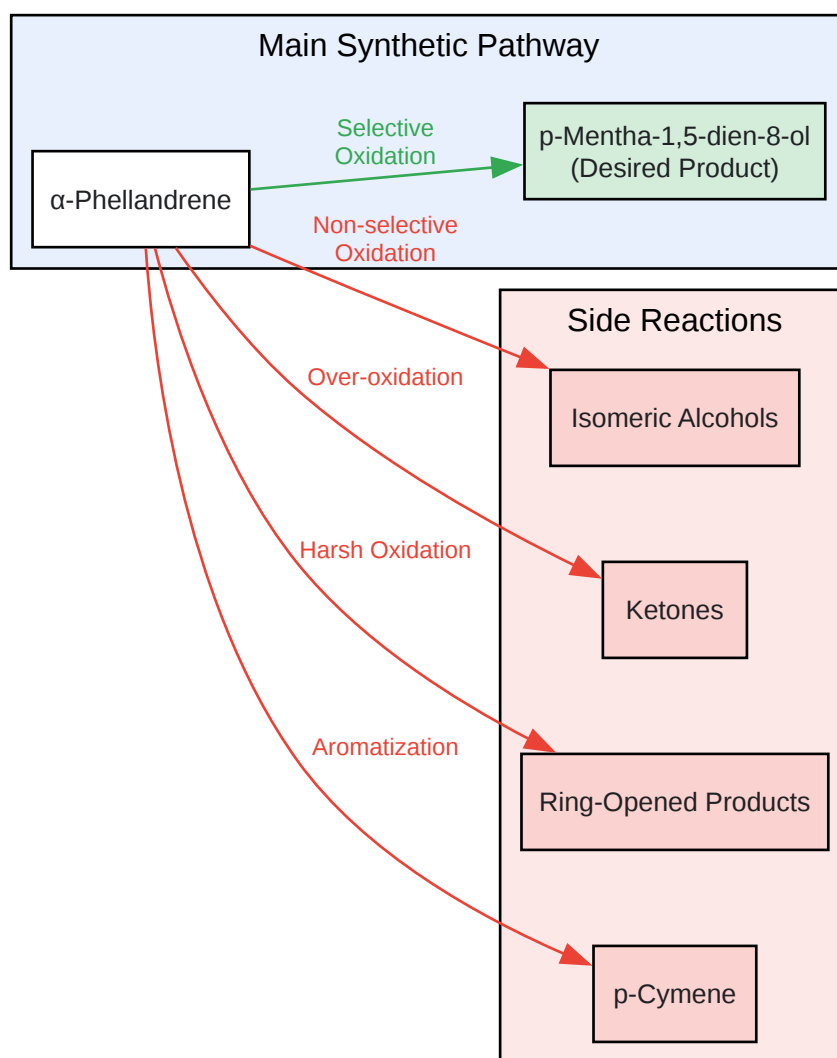 Main Synthetic Pathway
Selective
Oxidation
p-Mentha-1,5-dien-8-ol
(Desired Product)
α-Phellandrene
Non-selective
Oxidation
Side Reactions
Over-oxidation
Isomeric Alcohols
Harsh Oxidation
Ketones
Aromatization
Ring-Opened Products
p-Cymene